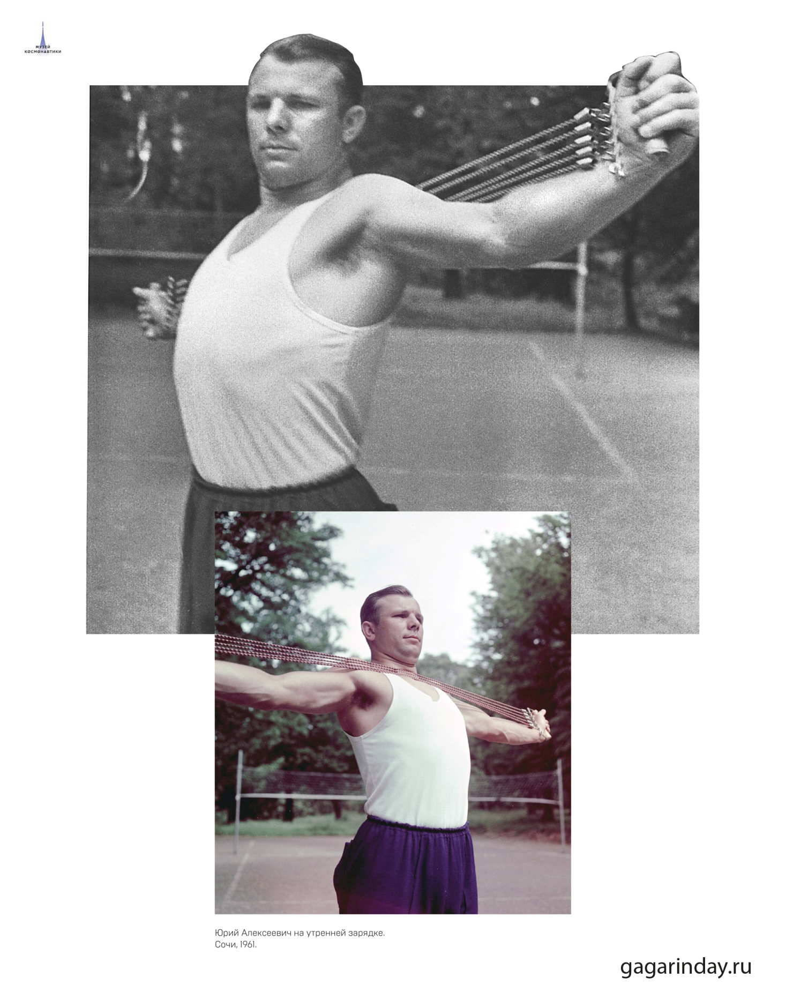 МУЗЕЙ
КОСМОНАВТИКИ
Юрий Алексеевич на утренней зарядке.
Сочи, 1961.
gagarinday.ru